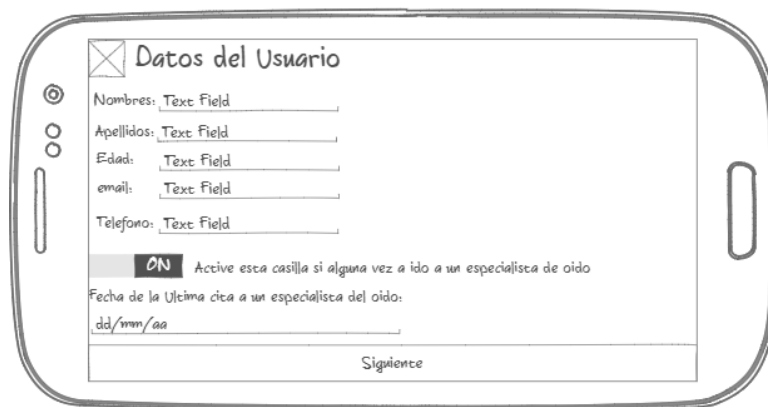 Datos del Usuario
Nombres: Text Field
Apellidos: Text Field
Edad: Text Field
email: Text Field
Telefono: Text Field
ON Active esta casilla si alguna vez a ido a un especialista de oido
Fecha de la Ultima cita a un especialista del oido:
dd/mm/aa
Siguiente